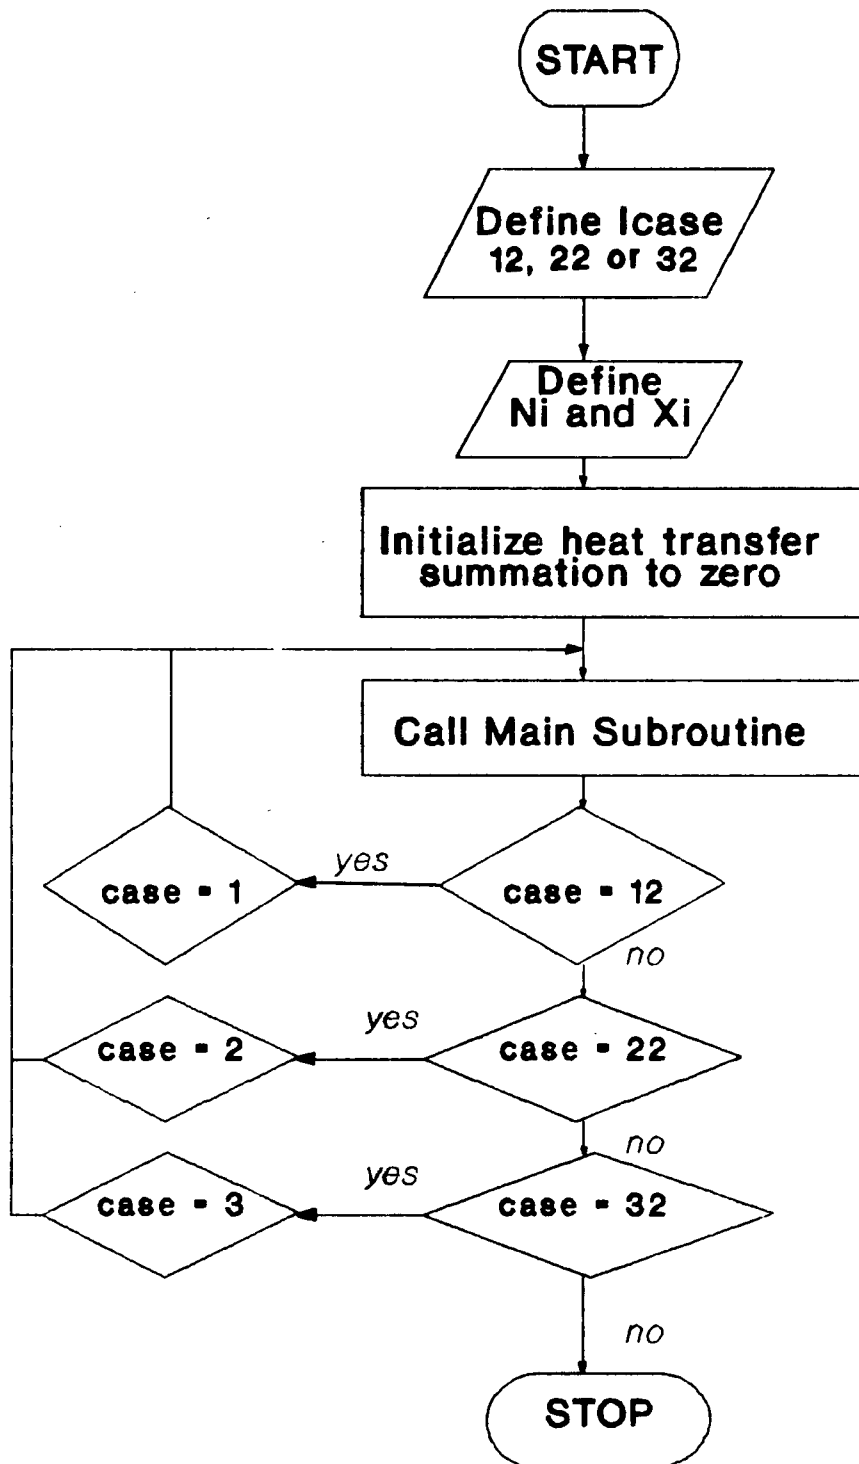 START
Define Icase
12, 22 or 32
Define
Ni and Xi
Initialize heat transfer
summation to zero
Call Main Subroutine
case = 1
yes
case = 12
no
case = 2
yes
case = 22
no
case = 3
yes
case = 32
no
STOP